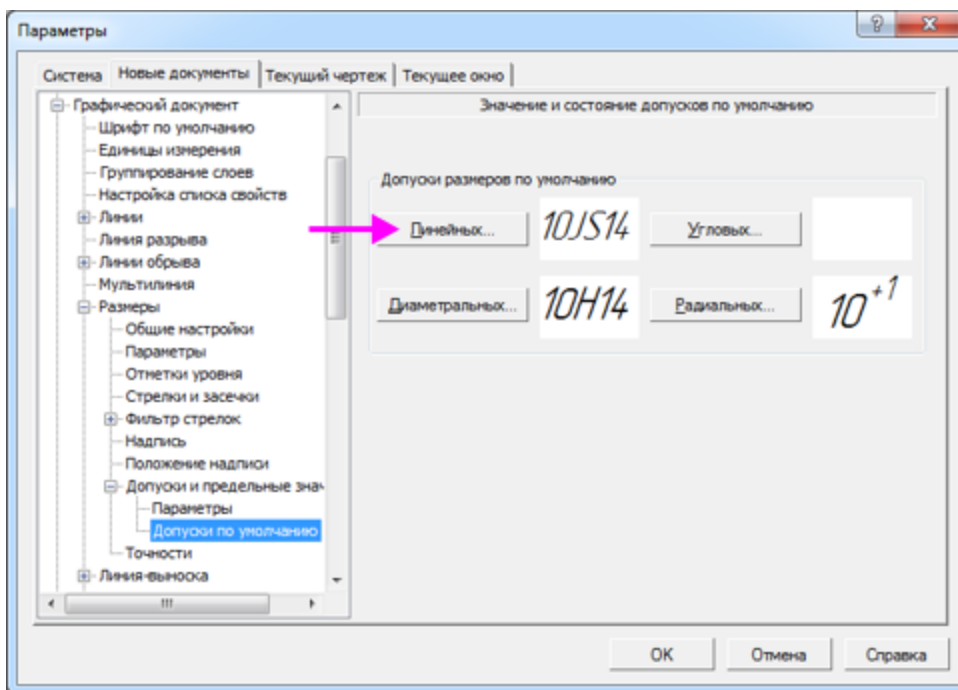 Параметры
Система Новые документы Текущий чертеж Текущее окно
Графический документ
Шрифт по умолчанию
Единицы измерения
Группирование слоев
Настройка списка свойств
Линии
Линия разрыва
Линии обрыва
Мультилиния
Размеры
Общие настройки
Параметры
Отметки уровня
Стрелки и засечки
Фильтр стрелок
Надпись
Положение надписи
Допуски и предельные знач
Параметры
Допуски по умолчанию
Точности
Линия-выноска
Значение и состояние допусков по умолчанию
Допуски размеров по умолчанию
Линейных... 10JS14 Угловых...
Диаметральных... 10H14 Радиальных... 10+1
OK Отмена Справка